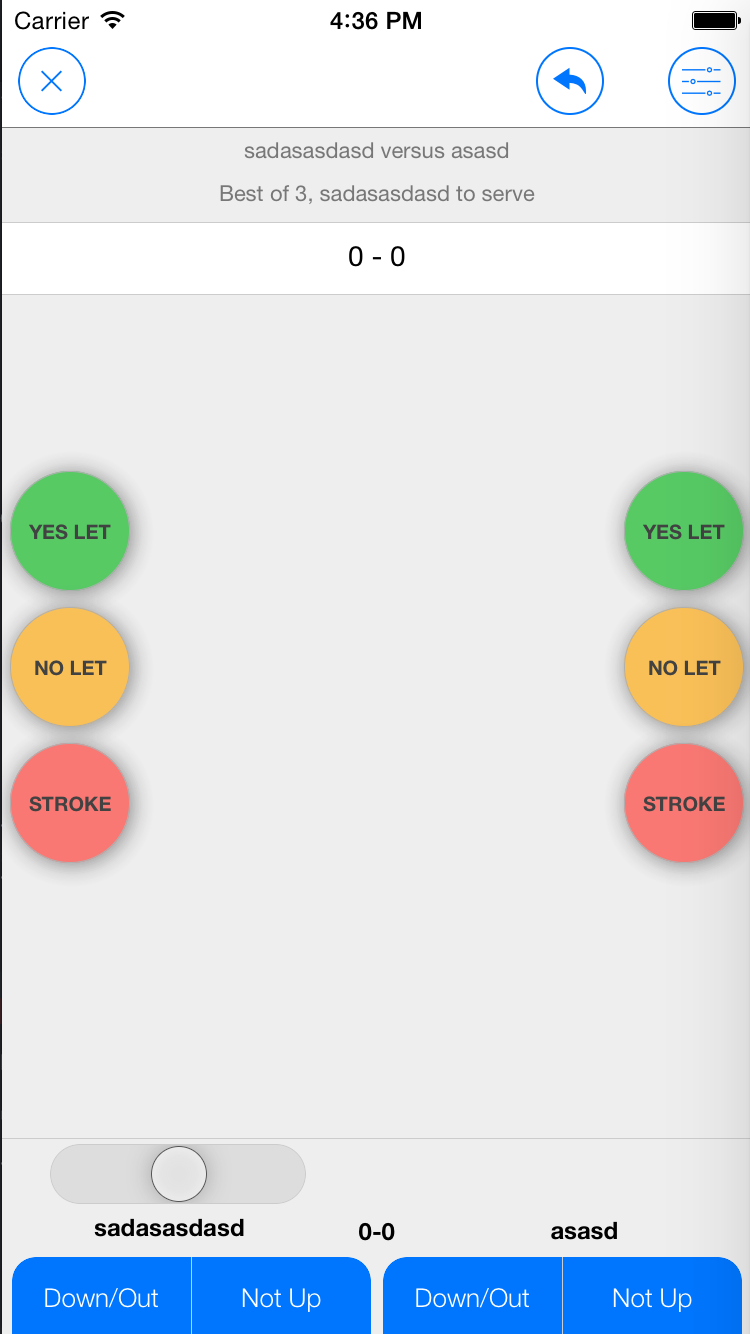 Carrier 4:36 PM
sadasasdasd versus asasd
Best of 3, sadasasdasd to serve
0 - 0
YES LET YES LET
NO LET NO LET
STROKE STROKE
sadasasdasd 0-0 asasd
Down/Out Not Up Down/Out Not Up